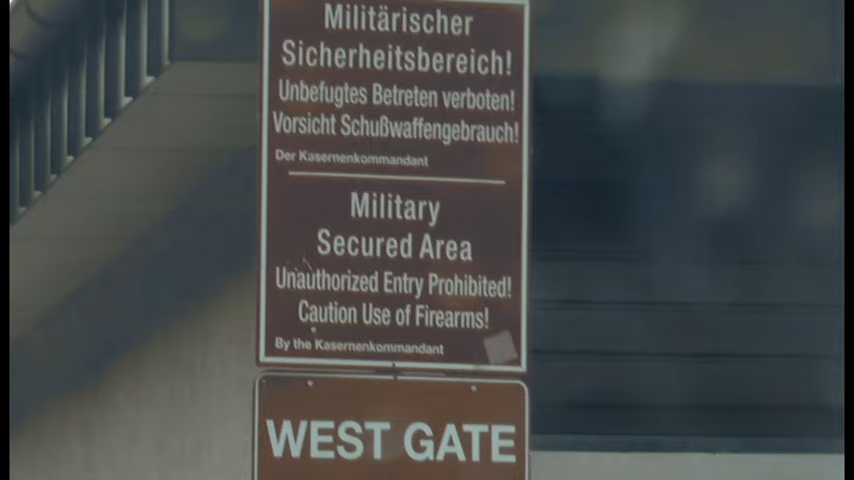 Militärischer
Sicherheitsbereich!
Unbefugtes Betreten verboten!
Vorsicht Schußwaffengebrauch!
Der Kasernenkommandant
Military
Secured Area
Unauthorized Entry Prohibited!
Caution Use of Firearms!
By the Kasernenkommandant
WEST GATE